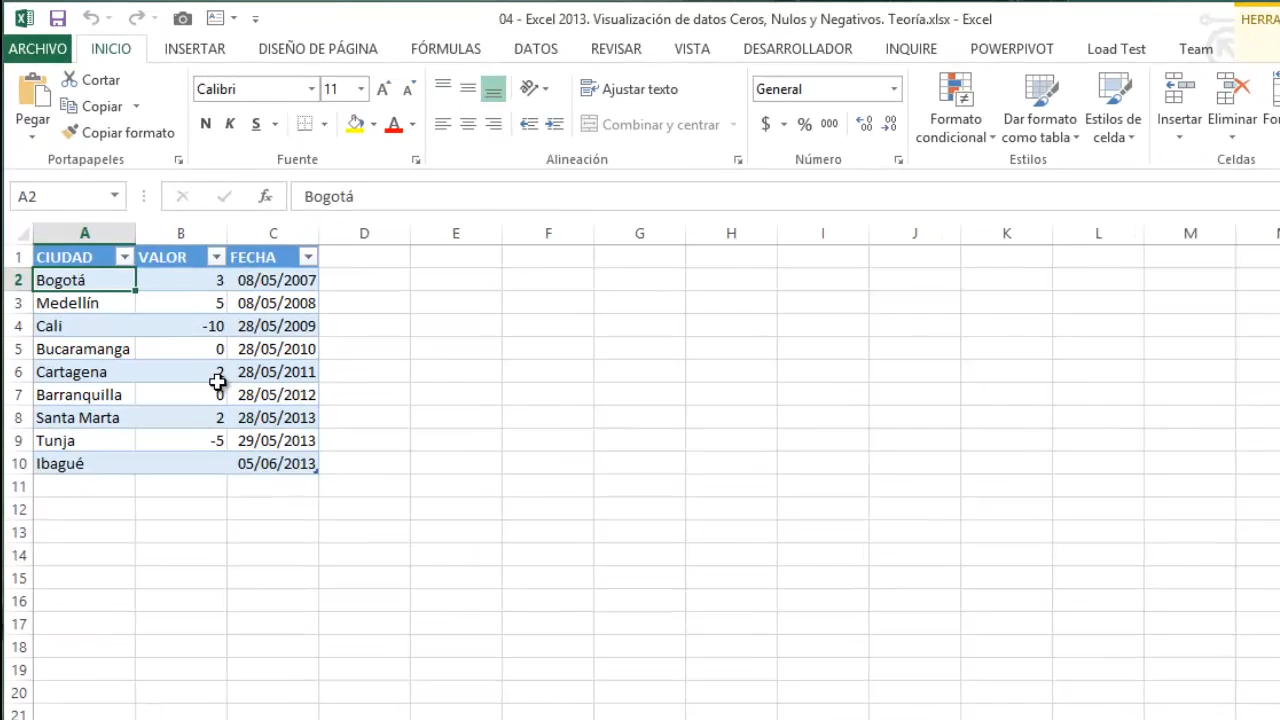 04 - Excel 2013. Visualización de datos Ceros, Nulos y Negativos. Teoría.xlsx - Excel
HERRA
ARCHIVO INICIO INSERTAR DISEÑO DE PÁGINA FÓRMULAS DATOS REVISAR VISTA DESARROLLADOR INQUIRE POWERPIVOT Load Test Team
Pegar
Cortar
Copiar
Copiar formato
Portapapeles
Calibri 11
N K S A
Fuente
Ajustar texto
Combinar y centrar
Alineación
General
$ % 000
Número
Formato condicional
Dar formato como tabla
Estilos de celda
Estilos
Insertar Eliminar
Celdas
A2 fx Bogotá
A B C D E F G H I J K L M
1 CIUDAD VALOR FECHA
2 Bogotá 3 08/05/2007
3 Medellín 5 08/05/2008
4 Cali -10 28/05/2009
5 Bucaramanga 0 28/05/2010
6 Cartagena 2 28/05/2011
7 Barranquilla 0 28/05/2012
8 Santa Marta 2 28/05/2013
9 Tunja -5 29/05/2013
10 Ibagué 05/06/2013
11
12
13
14
15
16
17
18
19
20
21